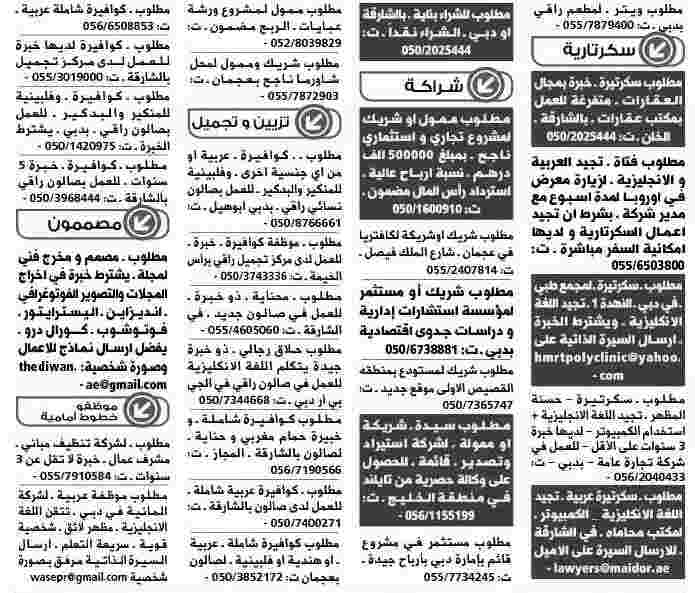 مطلوب ويتر . لمطعم راقي
بدبي . ت: 055/7879400 -
سكرتارية
مطلوب سكرتيرة . خبرة بمجال
العقارات . متفرغة للعمل
بمكتب عقارات . بالشارقة .
الخان . ت: 050/2025444
مطلوب فتاة . تجيد العربية
و الانجليزية . لزيارة معرض
في اوروبا لمدة اسبوع مع
مدير شركة . بشرط ان تجيد
اعمال السكرتارية و لديها
امكانية السفر مباشرة . ت:
055/6503800
مطلوب . سكرتيرة . لمجمع طبي
. في دبي . النهدة 1 . تجيد اللغة
الانكليزية . ويشترط الخبرة
. ارسال السيرة الذاتية على
hmrtpolyclinic@yahoo.
com -
مطلوب . سكرتيرة – حسنة
المظهر . تجيد اللغة الانجليزية +
استخدام الكمبيوتر – لديها خبرة
3 سنوات على الأقل – للعمل في
شركة تجارة عامة – بدبي – ت:
056/2040433 -
مطلوب . سكرتيرة عربية . تجيد
اللغة الانكليزية . الكمبيوتر .
لمكتب محاماه . في الشارقة
. للارسال السيرة على الاميل
lawyers@maidor.ae -
مطلوب للشراء بناية . بالشارقة
او دبي . الشراء نقدا . ت:
050/2025444
شراكة
مطلوب ممول او شريك
لمشروع تجاري و استثماري
ناجح . بمبلغ 500000 الف
درهم . نسبة ارباح عالية .
استرداد رأس المال مضمون .
ت: 050/1600910
مطلوب شريك اوشريكة لكافتريا
في عجمان . شارع الملك فيصل .
ت: 055/2407814
مطلوب شريك أو مستثمر
لمؤسسة استشارات إدارية
و دراسات جدوى اقتصادية
بدبي . ت: 050/6738881
مطلوب شريك لمستودع بمنطقه
القصيص الاولى موقع جديد . ت:
050/7365747
مطلوب سيدة . شريكة
او ممولة . لشركة استيراد
وتصدير . قائمة . للحصول
على وكالة حصرية من تايلند
في منطقة الخليج . ت:
056/1155199 -
مطلوب مستثمر في مشروع
قائم بإمارة دبي بأرباح جيدة .
ت: 055/7734245
مطلوب ممول لمشروع ورشة
عبايات . الربح مضمون . ت:
052/8039829 -
مطلوب شريك وممول لمحل
شاورما ناجح بعجمان . ت:
055/7872903 -
تزيين و تجميل
مطلوب . . كوافيرة . عربية او
من اي جنسية اخرى . وفلبينية
للمنكير والبدكير . للعمل بصالون
نسائي راقي . بدبي ابوهيل . ت:
050/8766661
مطلوب . موظفة كوافيرة . خبرة .
للعمل لدى مركز تجميل راقي برأس
الخيمة . ت: 050/3743336 -
مطلوب . محناية . ذو خبرة .
للعمل في صالون جديد . في
الشارقة . ت: 055/4605060 -
مطلوب حلاق رجالي . ذو خبرة
جيدة يتكلم اللغة الانكليزية
للعمل في صالون راقي في الجي
بي آر دبي . ت: 050/7344668 -
مطلوب كوافيرة شاملة . و
خبيرة حمام مغربي و حناية .
لصالون بالشارقة . المجاز . ت:
056/7190566
مطلوب . كوافيرة عربية شاملة .
للعمل لدى صالون بالشارقة . ت:
050/7400271 -
مطلوب كوافيرة شاملة . عربية
. او هندية او فلبينية . لصالون
بعجمان ت: 050/3852172 -
مطلوب . كوافيرة شاملة عربية .
ت: 056/6508853
مطلوب . كوافيرة لديها خبرة
للعمل لدى مركز تجميل
بالشارقة . ت: 055/3019000 -
مطلوب . كوافيرة . وفلبينية
للمنكير والبدكير . للعمل
بصالون راقي . بدبي . يشترط
الخبرة . ت: 050/1420975 -
مطلوب . كوافيرة . خبرة 5
سنوات . للعمل بصالون راقي
بالشارقة . ت: 050/3968444 -
مصممون
مطلوب . مصمم و مخرج فني
لمجلة . يشترط خبرة في اخراج
المجلات والتصوير الفوتوغرافي
. انديزاين . اليستريتور .
فوتوشوب . كورال درو .
يفضل ارسال نماذج للاعمال
وصورة شخصية: thediwan.
ae@gmail.com -
موظفو
خطوط أمامية
مطلوب . لشركة تنظيف مباني .
مشرف عمال . خبرة لا تقل عن 3
سنوات . ت: 055/7910584 -
مطلوب موظفة عربية . لشركة
المانية في دبي . تتقن اللغة
الانجليزية . مظهر لائق . شخصية
قوية . سريعة التعلم . ارسال
السيرة الذاتية مرفق بصورة
شخصية wasepr@gmail.com